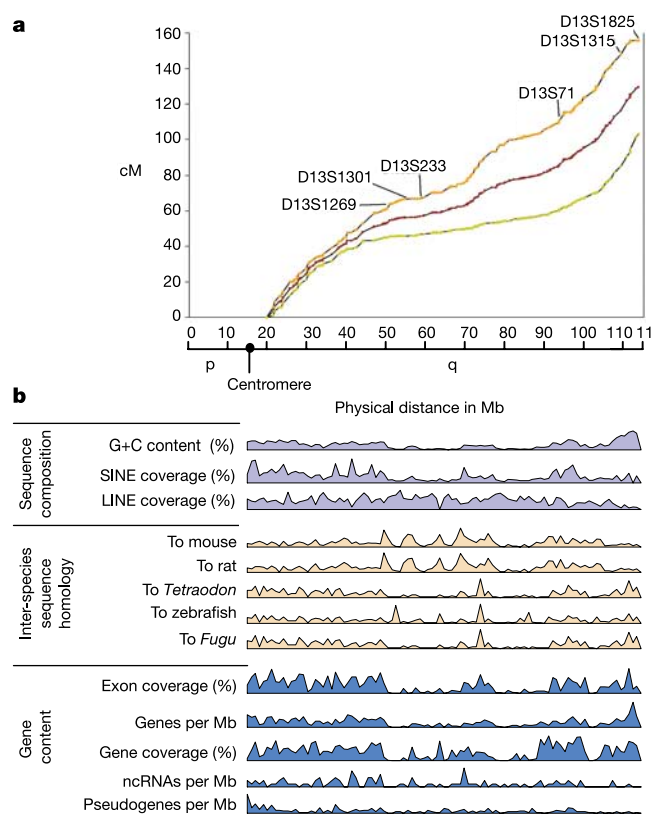 a
160
140
120
100
80
60
40
20
0
cM
D13S1825
D13S1315
D13S71
D13S233
D13S1301
D13S1269
0 10 20 30 40 50 60 70 80 90 100 110 11
p q
Centromere
b
Physical distance in Mb
Sequence
composition
G+C content (%)
SINE coverage (%)
LINE coverage (%)
Inter-species
sequence
homology
To mouse
To rat
To Tetraodon
To zebrafish
To Fugu
Gene
content
Exon coverage (%)
Genes per Mb
Gene coverage (%)
ncRNAs per Mb
Pseudogenes per Mb